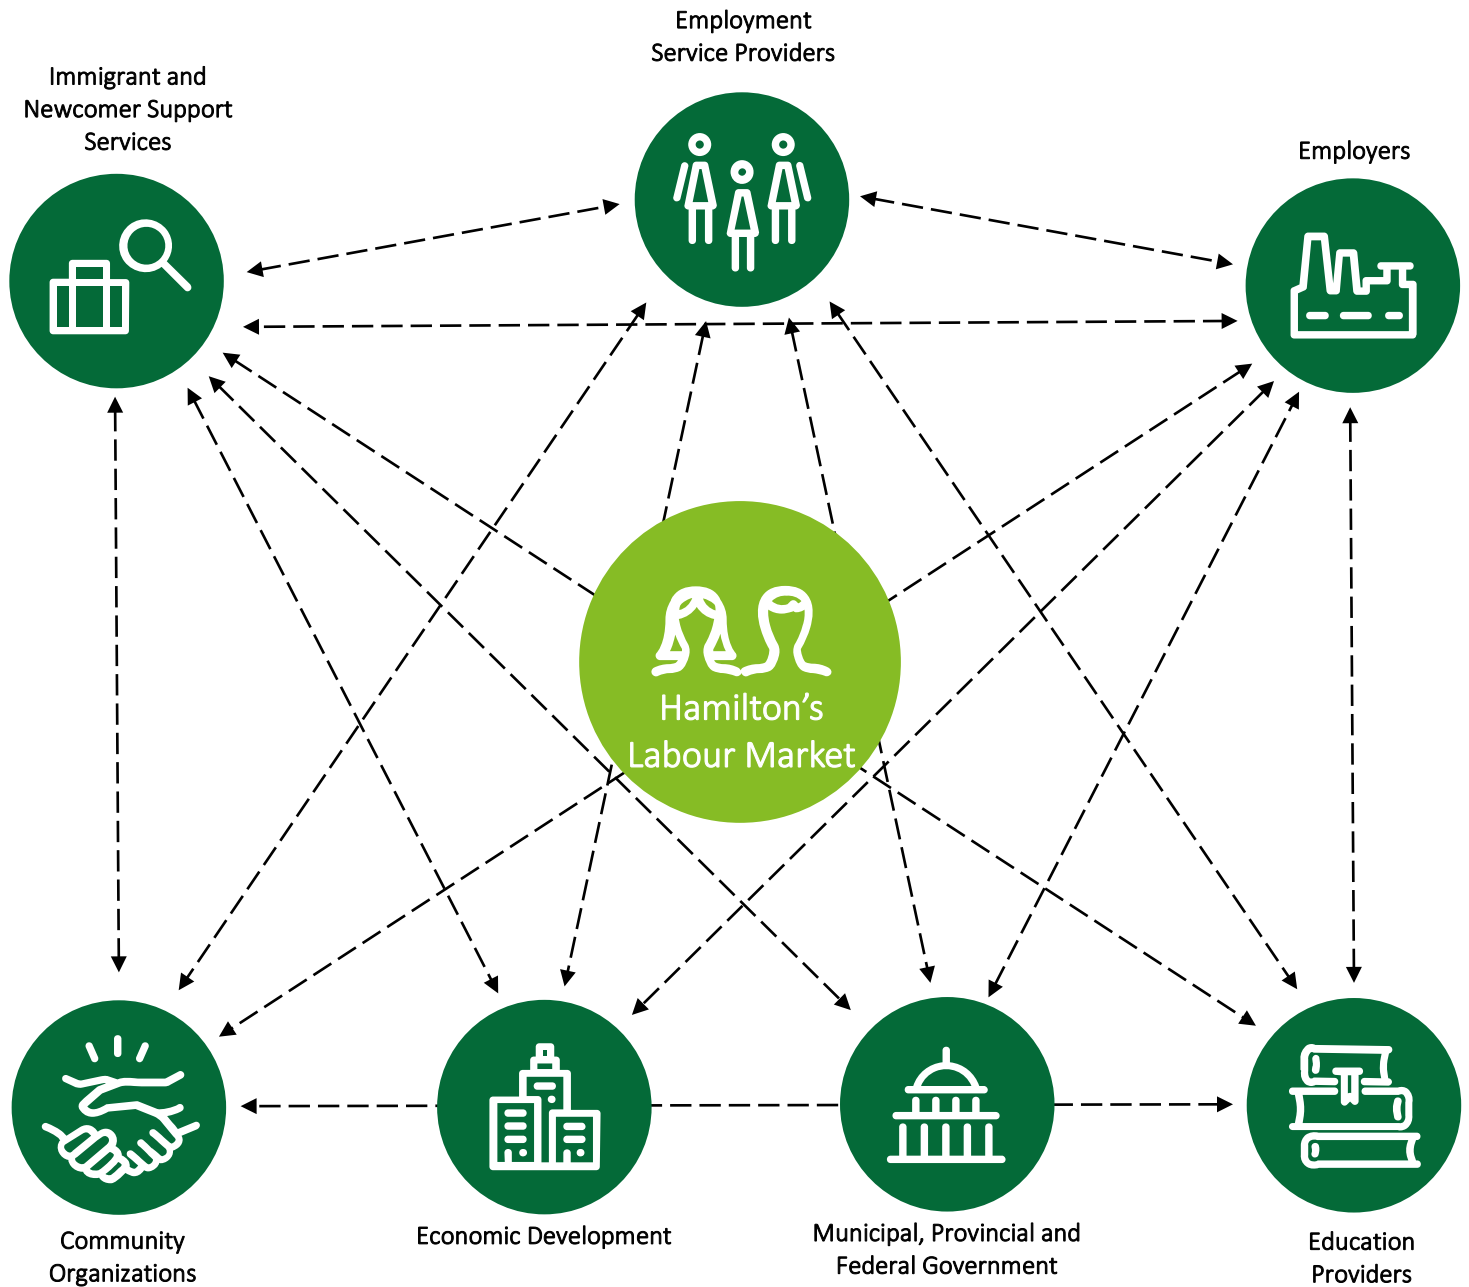 Employment
Service Providers
Immigrant and
Newcomer Support
Services
Employers
Hamilton’s
Labour Market
Community
Organizations
Economic Development
Municipal, Provincial and
Federal Government
Education
Providers